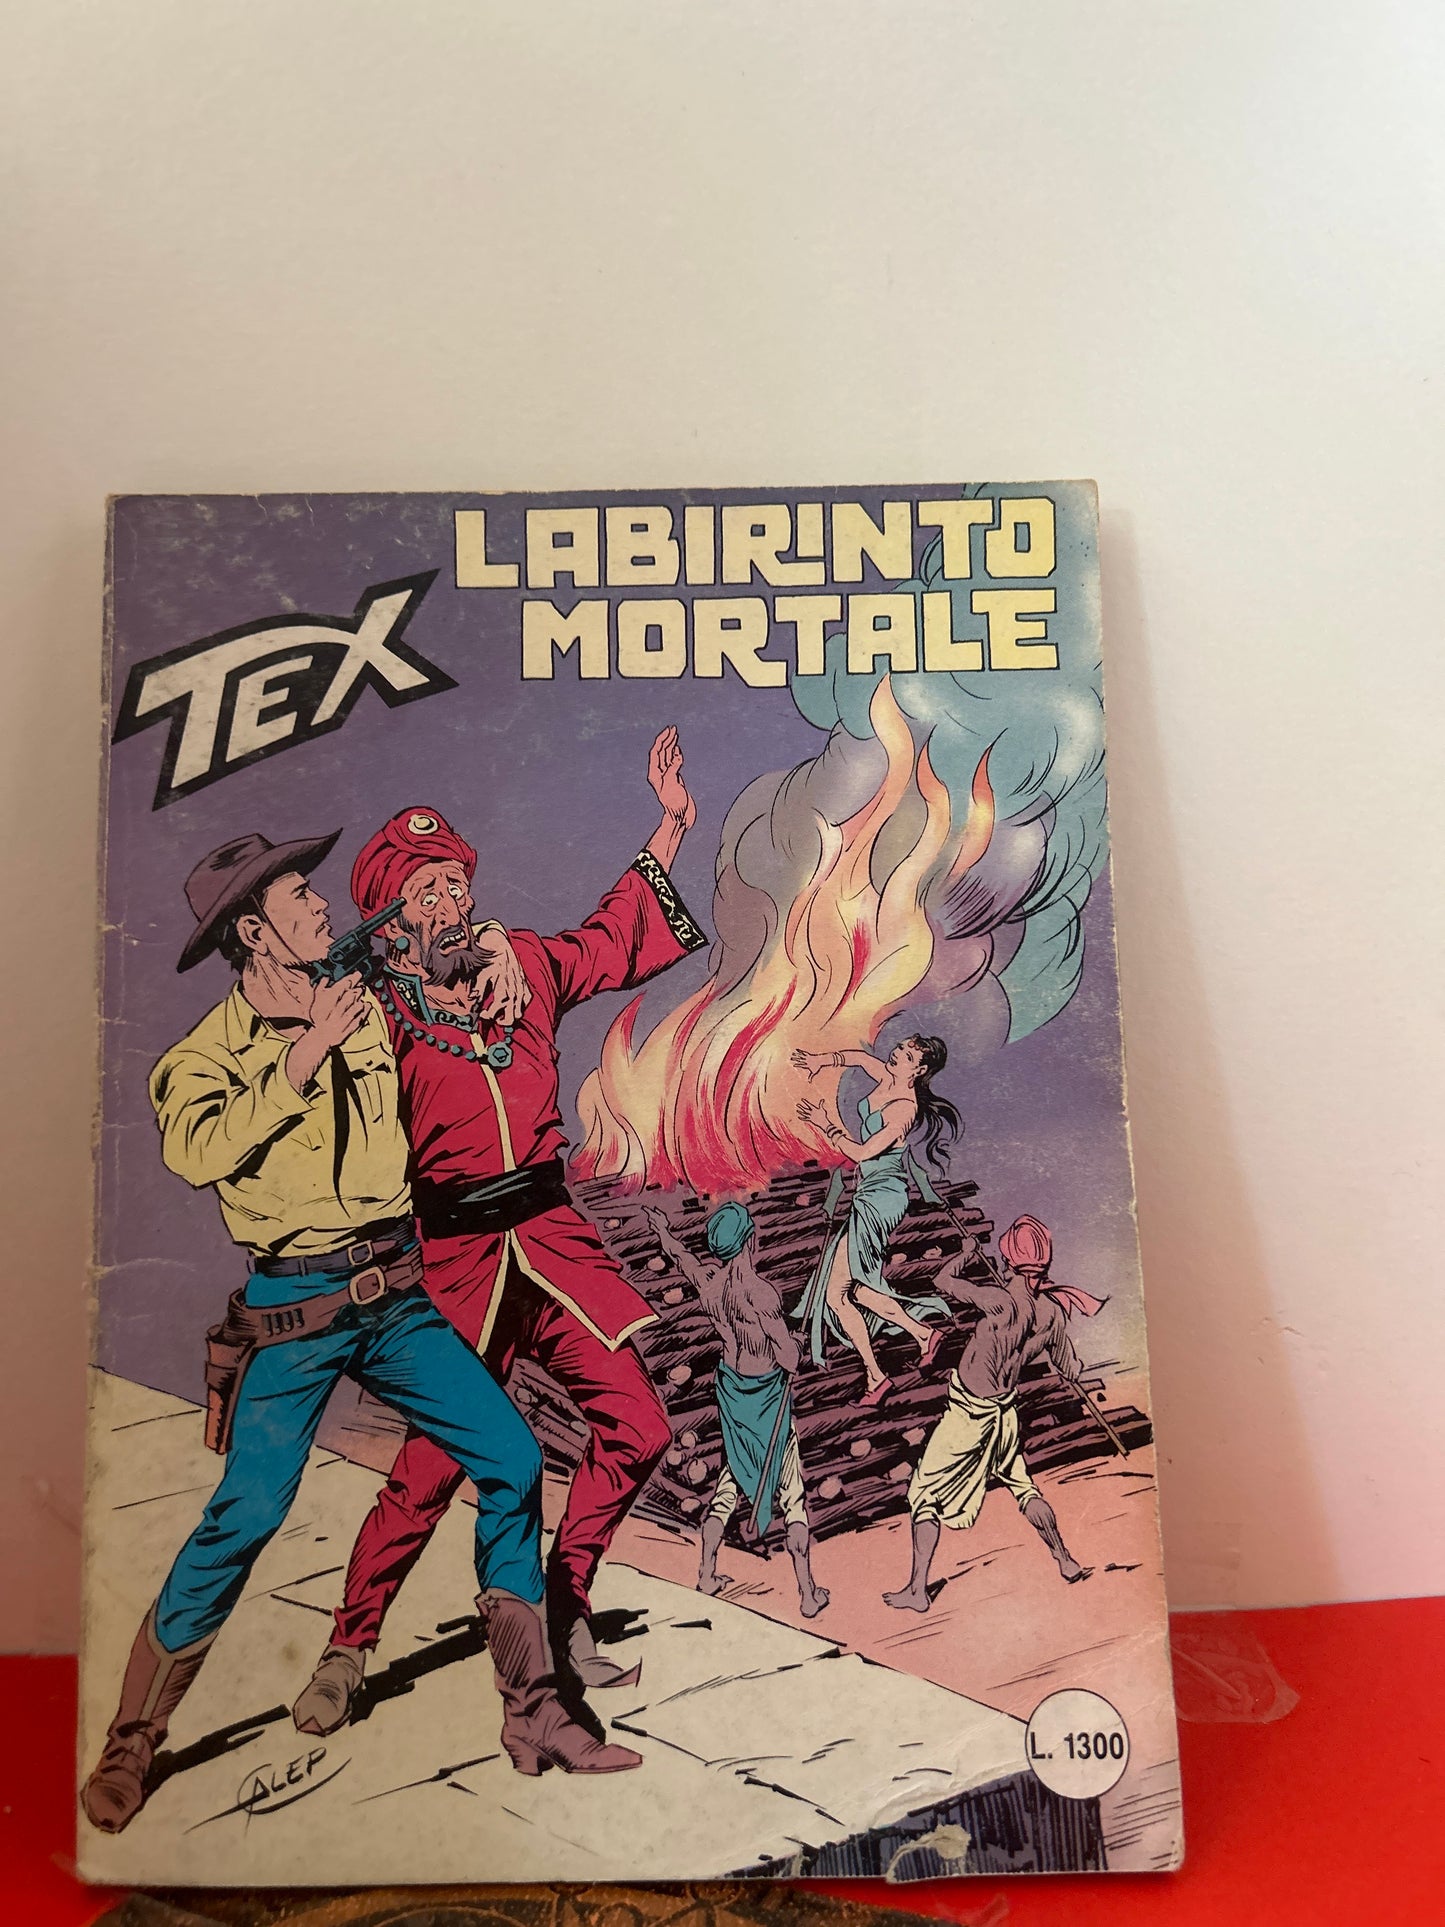 LABIRINTO
MORTALE
TEX
GALEP
L. 1300